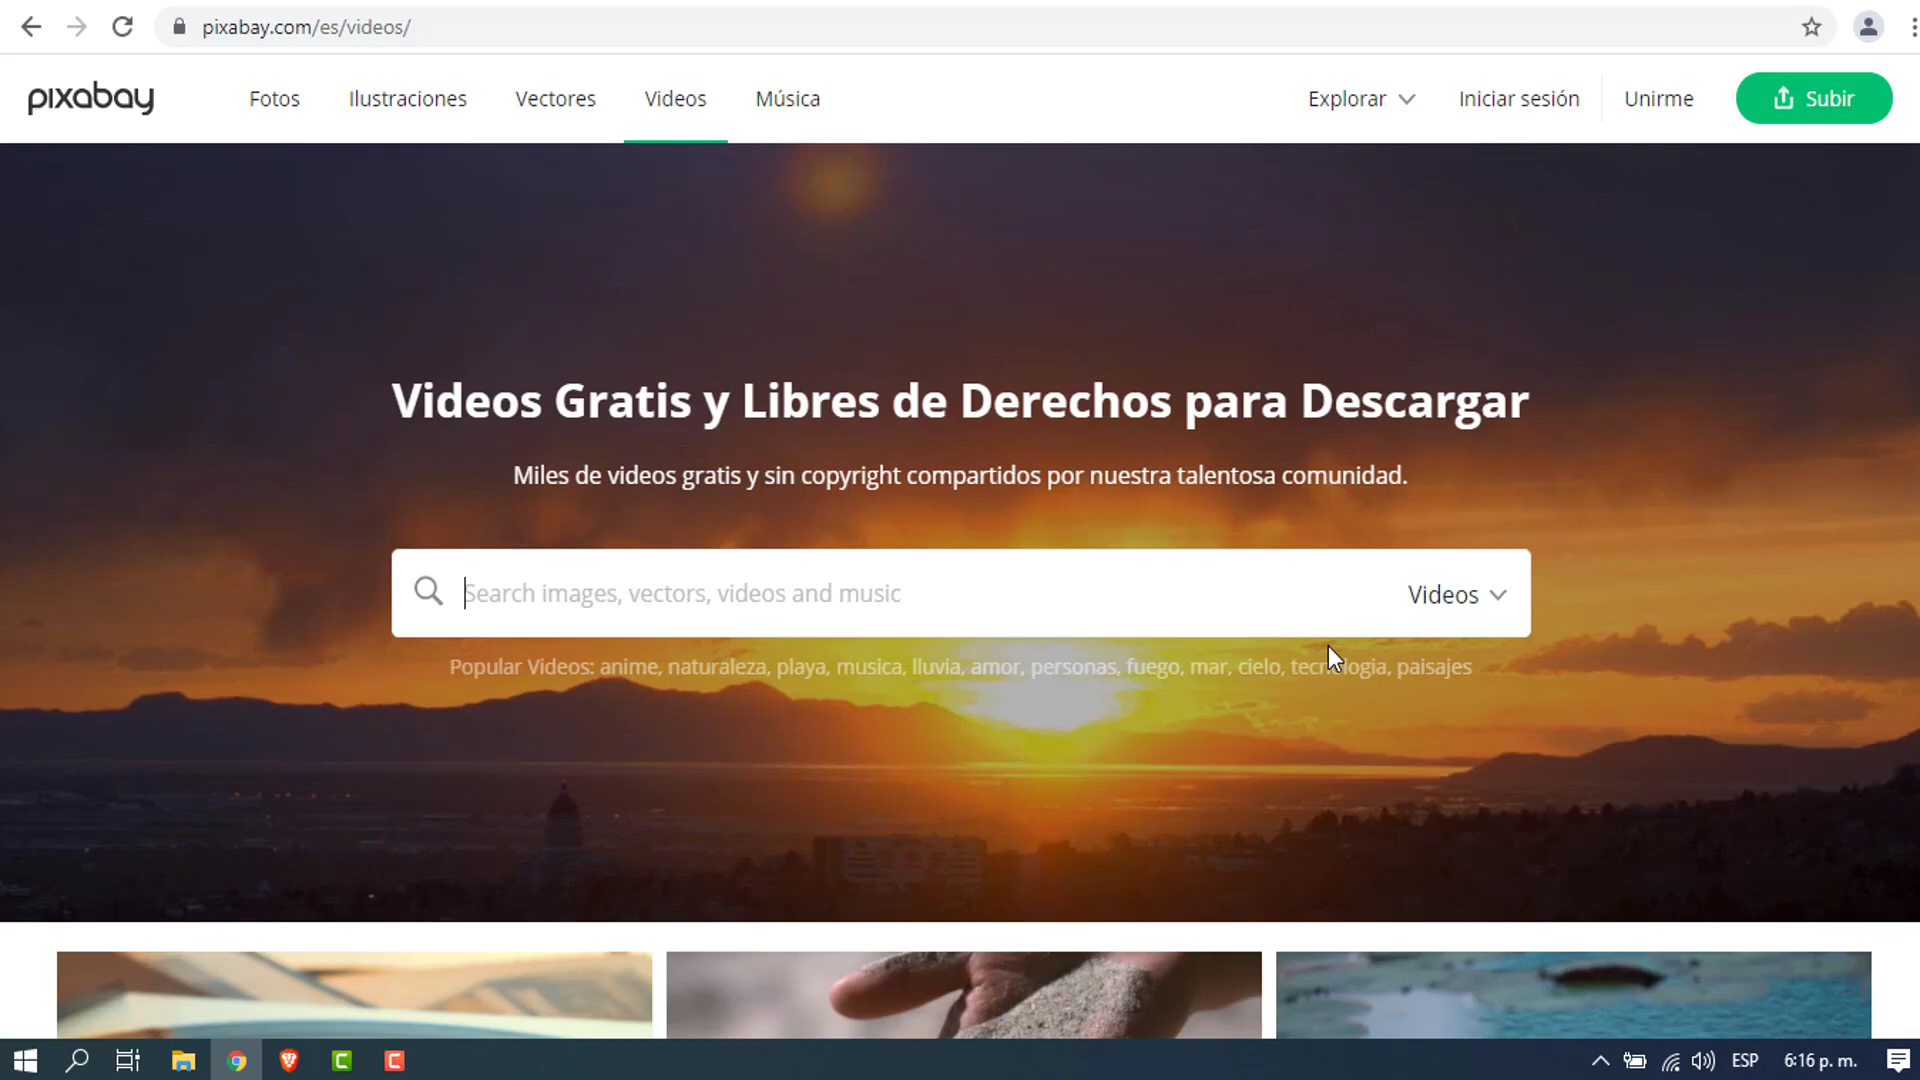 pixabay.com/es/videos/
pixabay Fotos Ilustraciones Vectores Videos Música Explorar Iniciar sesión Unirme Subir
Videos Gratis y Libres de Derechos para Descargar
Miles de videos gratis y sin copyright compartidos por nuestra talentosa comunidad.
Search images, vectors, videos and music Videos
Popular Videos: anime, naturaleza, playa, musica, lluvia, amor, personas, fuego, mar, cielo, tecnologia, paisajes
ESP 6:16 p. m.